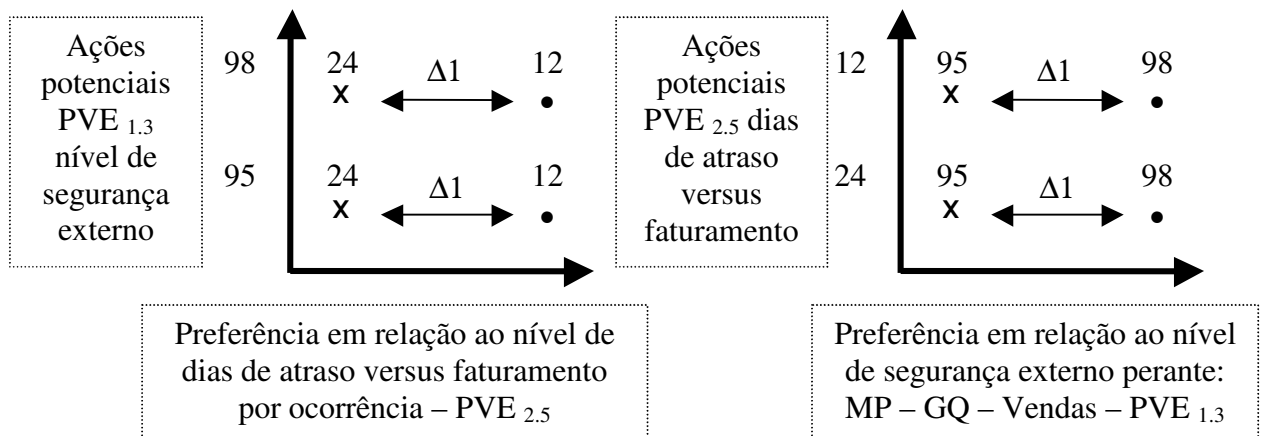 Ações
potenciais
PVE 1.3
nível de
segurança
externo
98
24
Δ1
12
x
•
95
24
Δ1
12
x
•
Preferência em relação ao nível de
dias de atraso versus faturamento
por ocorrência – PVE 2.5
Ações
potenciais
PVE 2.5 dias
de atraso
versus
faturamento
12
95
Δ1
98
x
•
24
95
Δ1
98
x
•
Preferência em relação ao nível
de segurança externo perante:
MP – GQ – Vendas – PVE 1.3